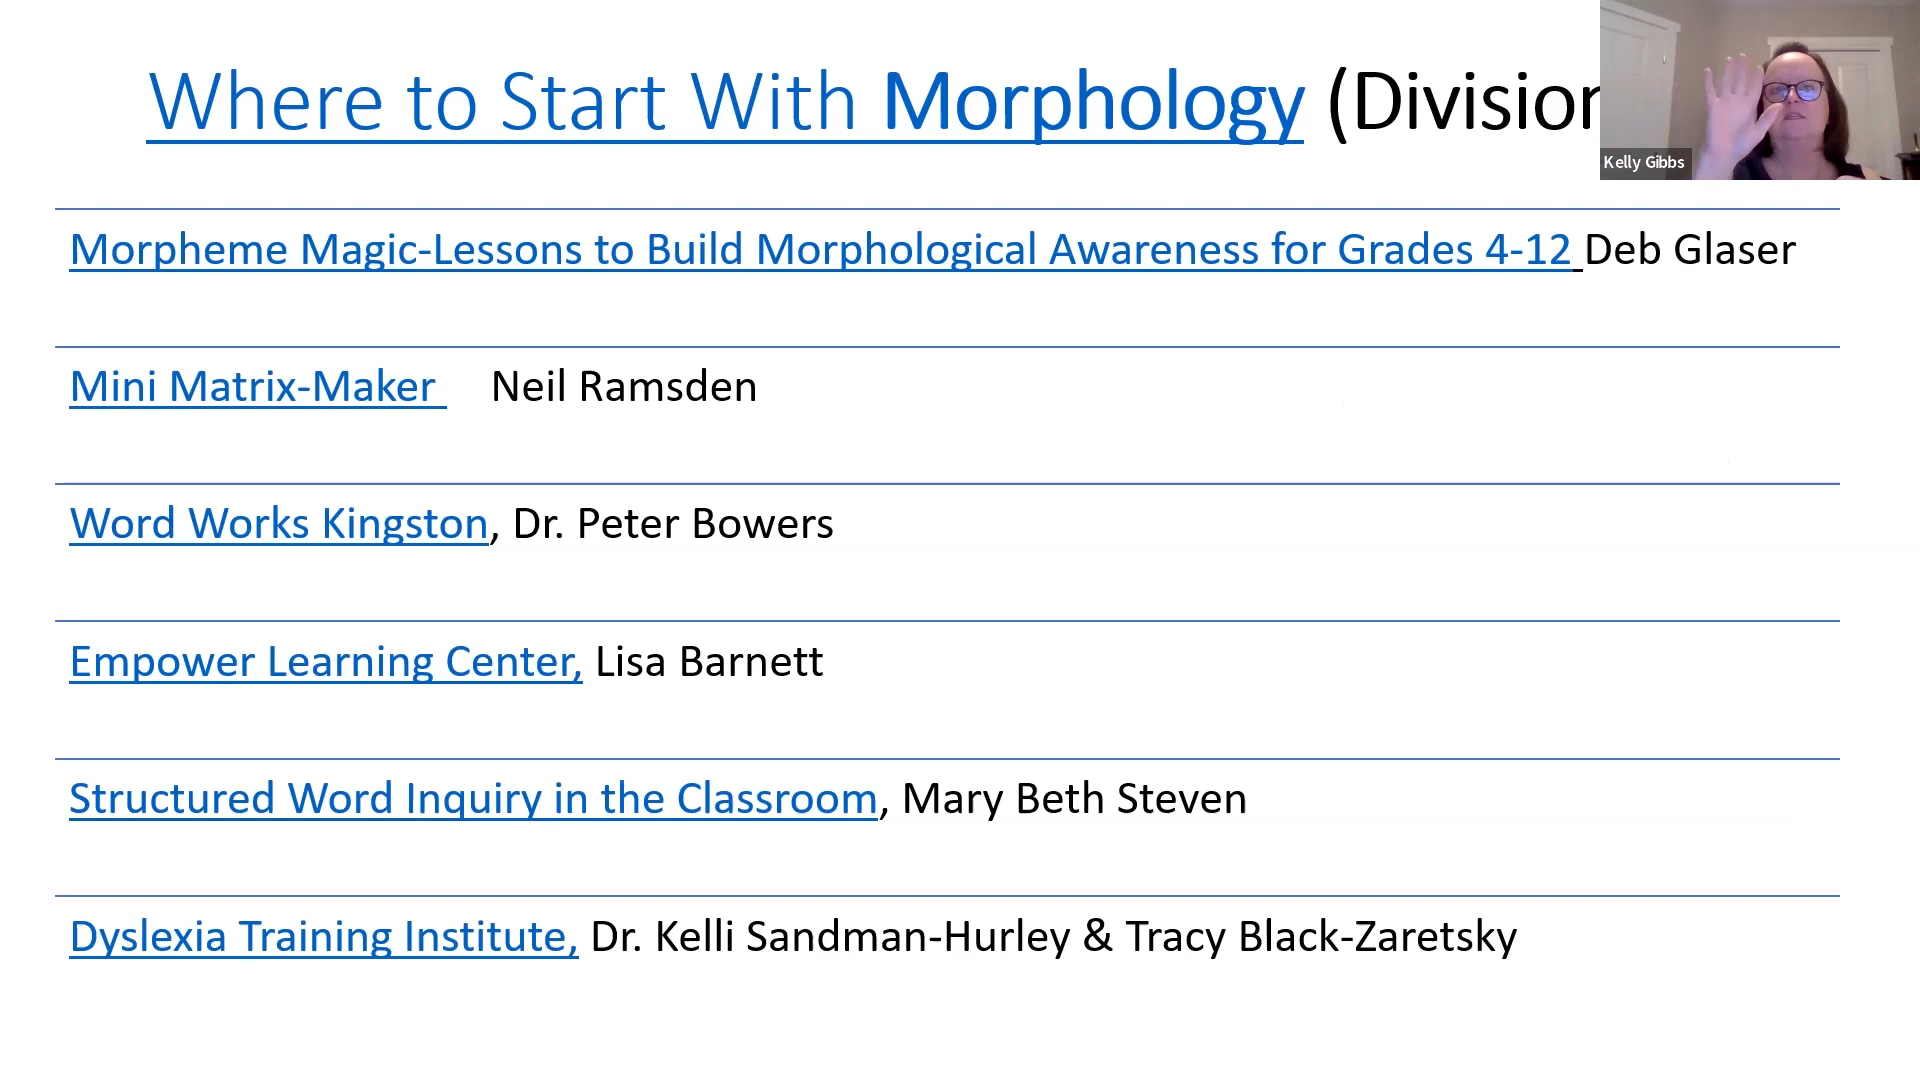 Where to Start With Morphology (Division
Kelly Gibbs
Morpheme Magic-Lessons to Build Morphological Awareness for Grades 4-12 Deb Glaser
Mini Matrix-Maker Neil Ramsden
Word Works Kingston, Dr. Peter Bowers
Empower Learning Center, Lisa Barnett
Structured Word Inquiry in the Classroom, Mary Beth Steven
Dyslexia Training Institute, Dr. Kelli Sandman-Hurley & Tracy Black-Zaretsky